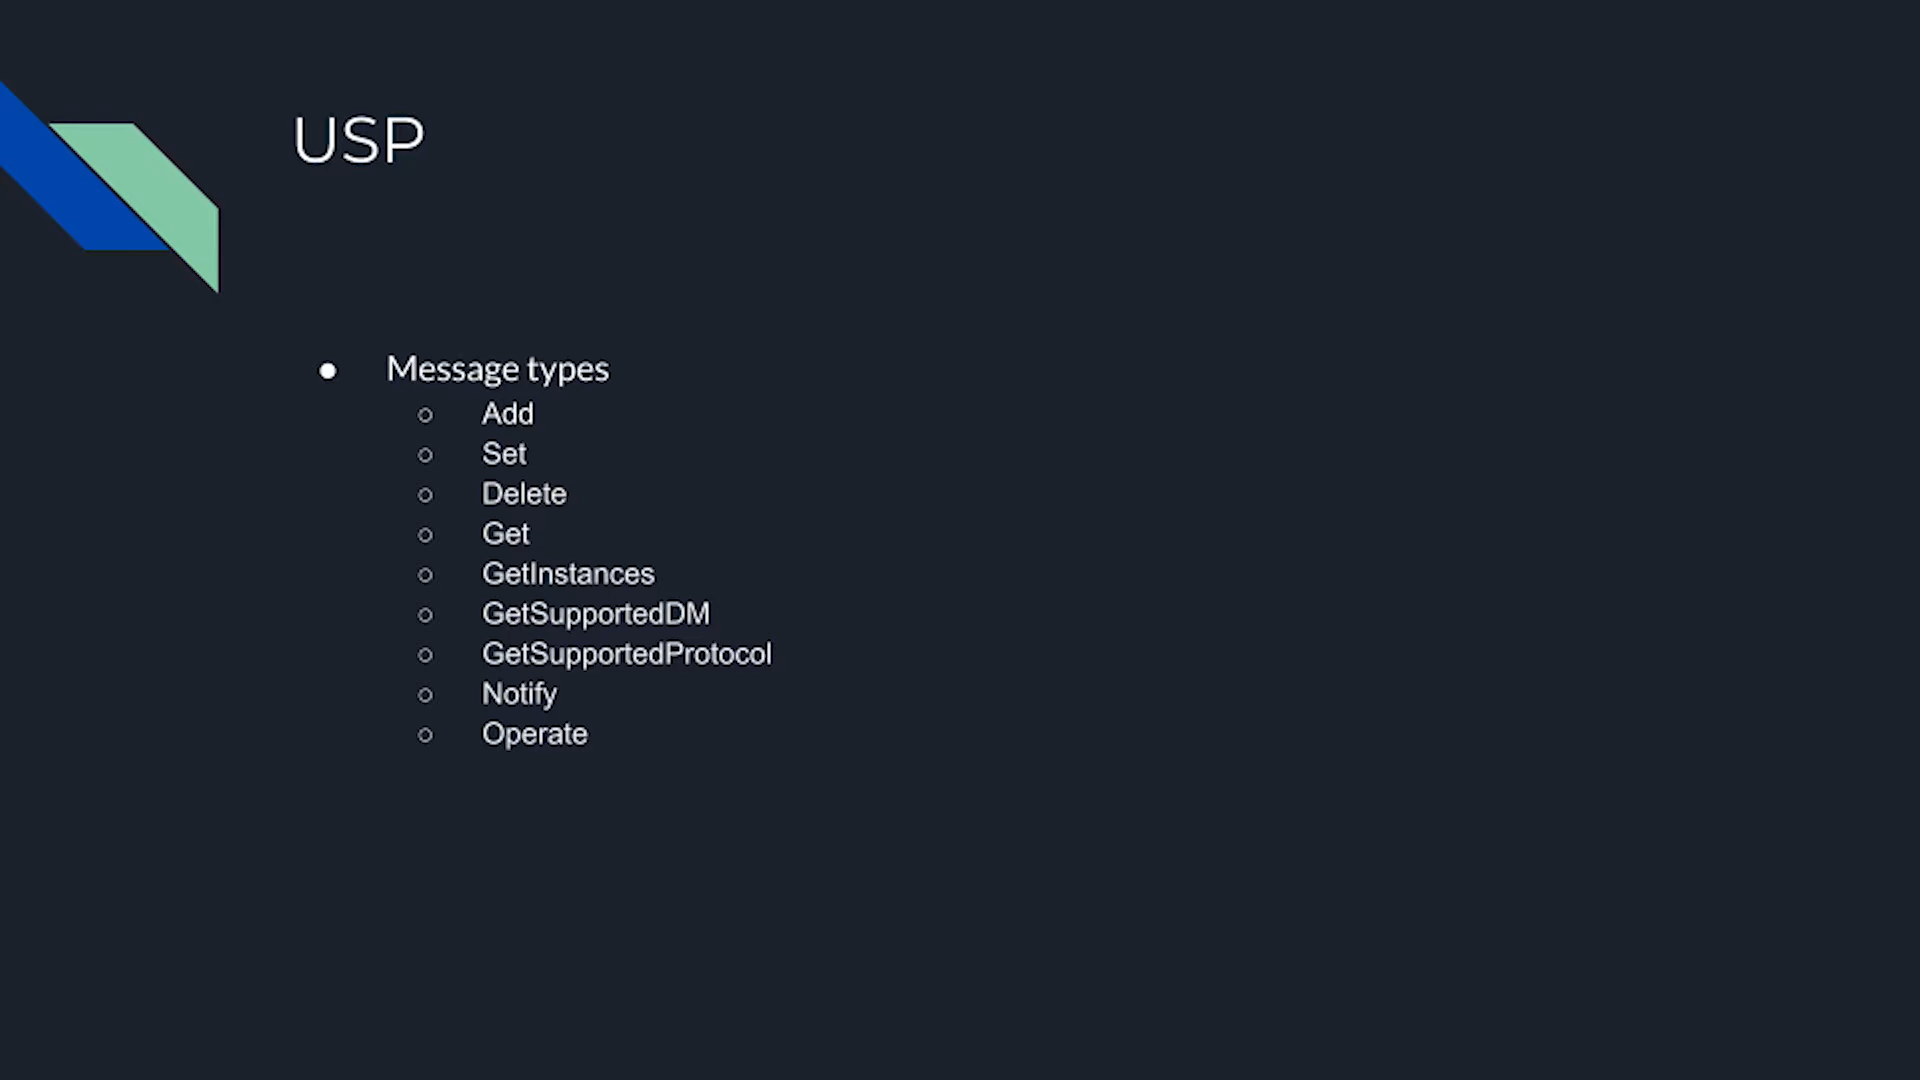 USP
● Message types
○ Add
○ Set
○ Delete
○ Get
○ GetInstances
○ GetSupportedDM
○ GetSupportedProtocol
○ Notify
○ Operate